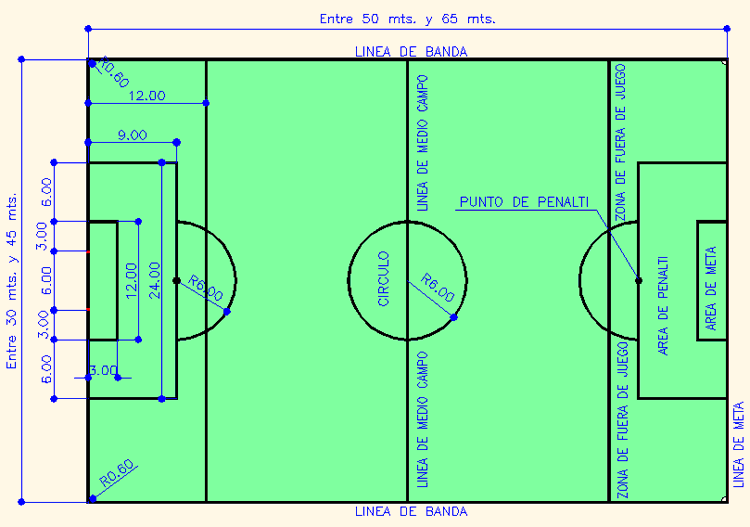 Entre 50 mts. y 65 mts.
LINEA DE BANDA
R0.60
12.00
9.00
LINEA DE MEDIO CAMPO
ZONA DE FUERA DE JUEGO
PUNTO DE PENALTI
Entre 30 mts. y 45 mts.
6.00
3.00
6.00
3.00
6.00
12.00
24.00
R6.00
CIRCULO
R6.00
AREA DE PENALTI
AREA DE META
3.00
LINEA DE MEDIO CAMPO
ZONA DE FUERA DE JUEGO
LINEA DE META
R0.60
LINEA DE BANDA